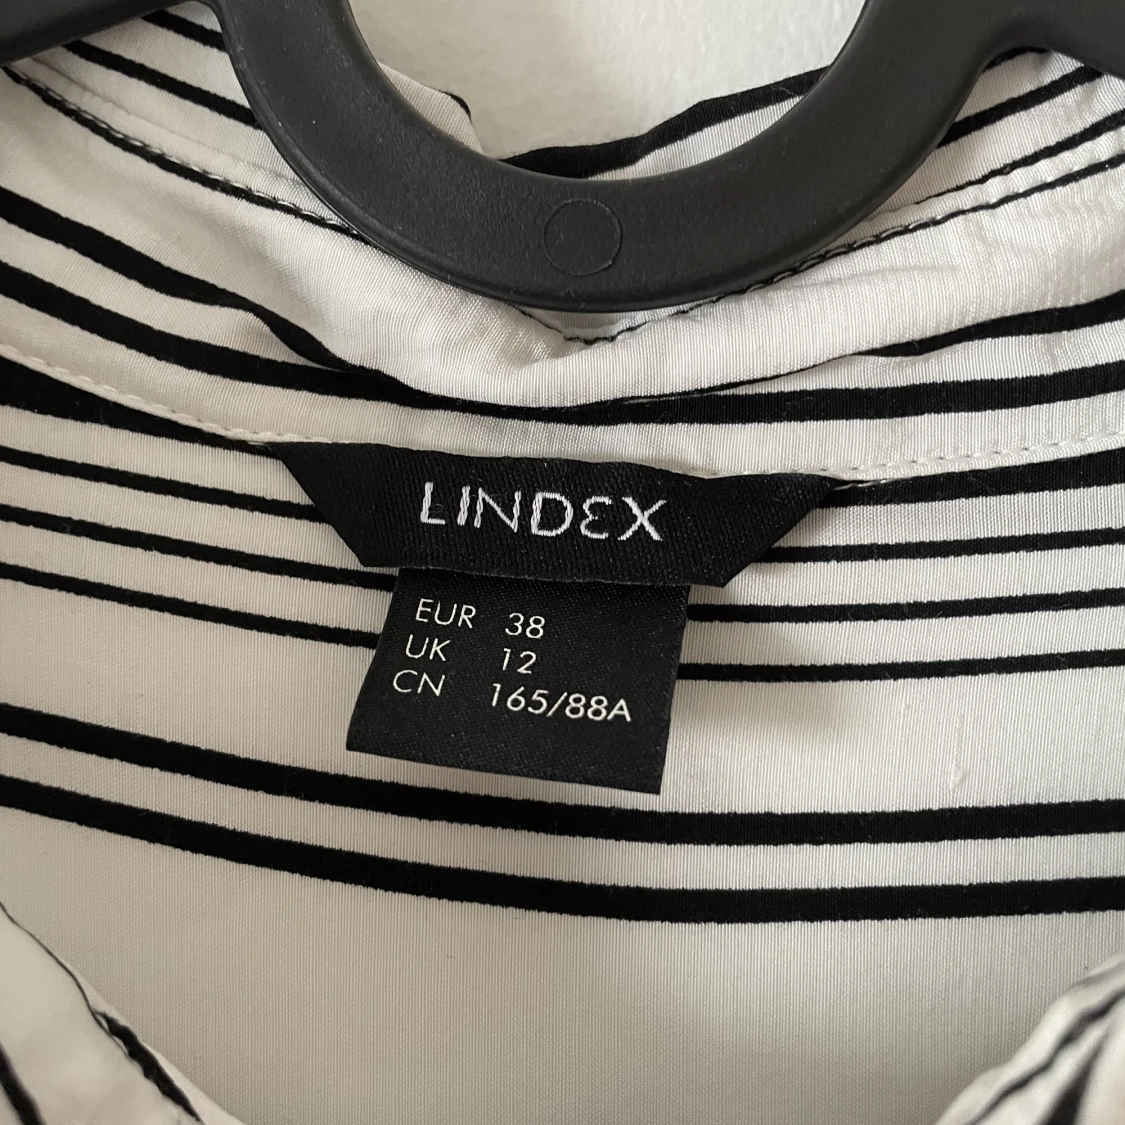 LINDEX
EUR 38
UK 12
CN 165/88A